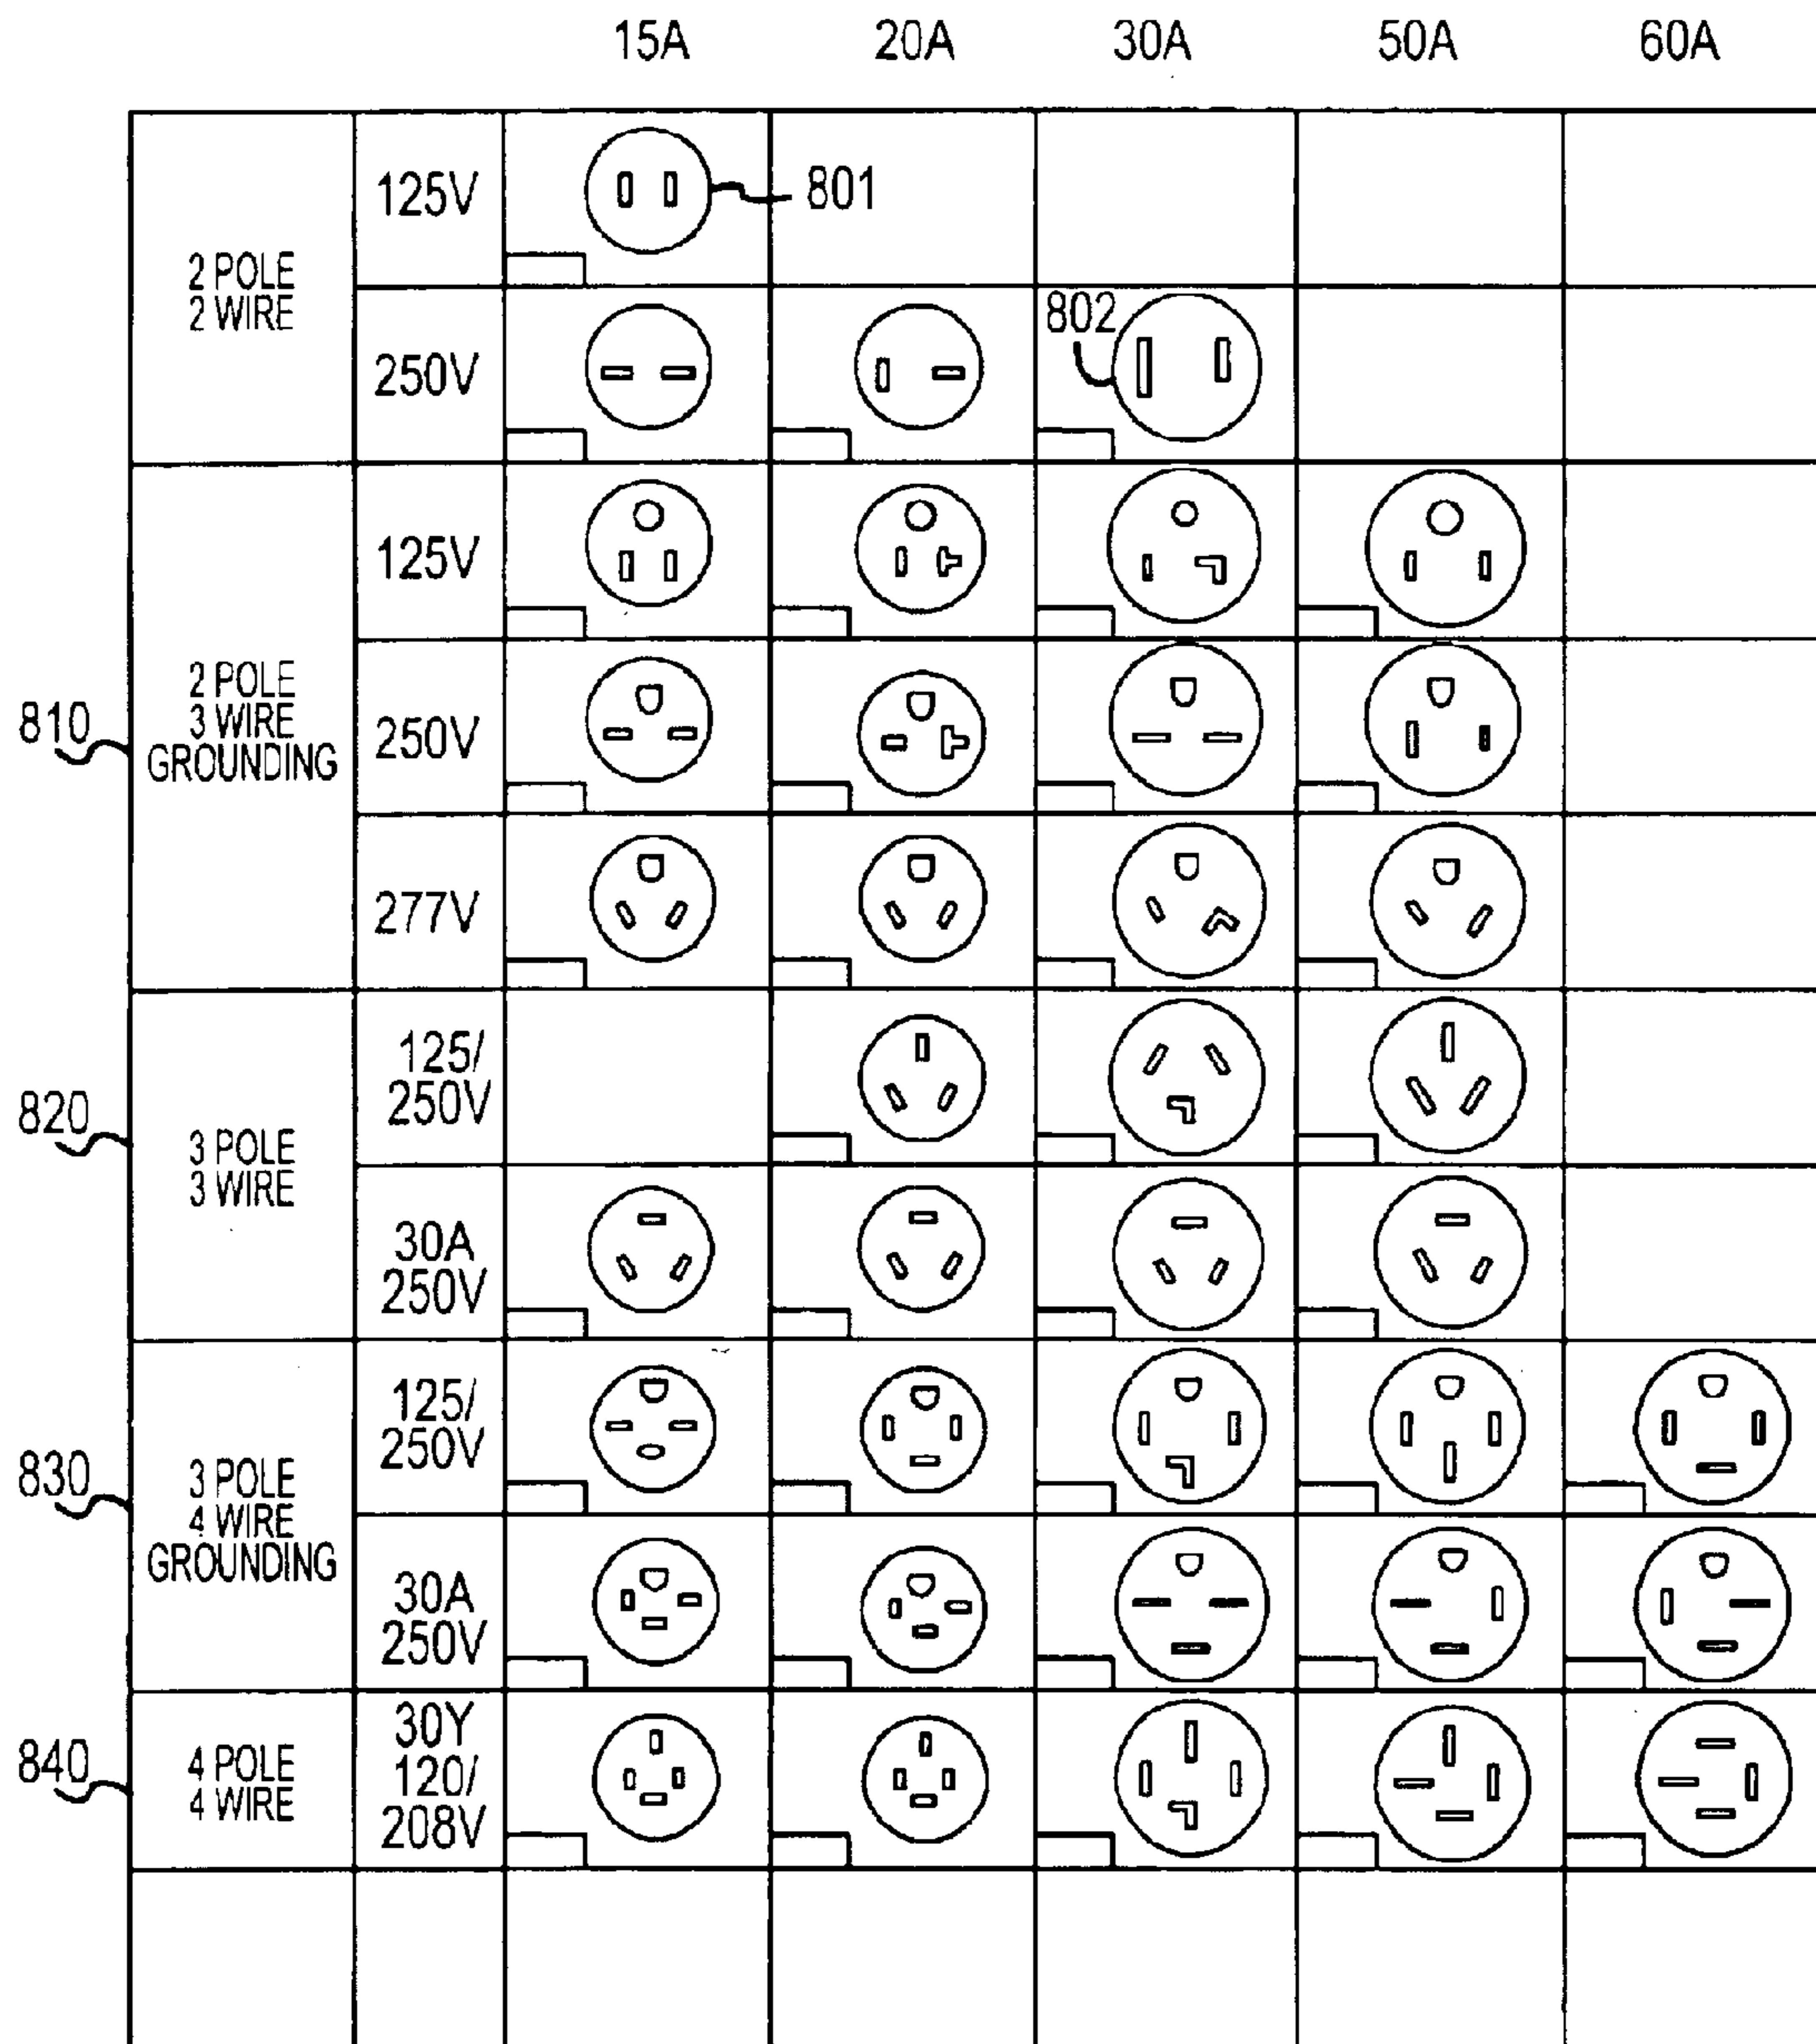 15A 20A 30A 50A 60A
2 POLE
2 WIRE
125V
801
250V
802
810
2 POLE
3 WIRE
GROUNDING
125V
250V
277V
820
3 POLE
3 WIRE
125/
250V
30A
250V
830
3 POLE
4 WIRE
GROUNDING
125/
250V
30A
250V
840
4 POLE
4 WIRE
30Y
120/
208V